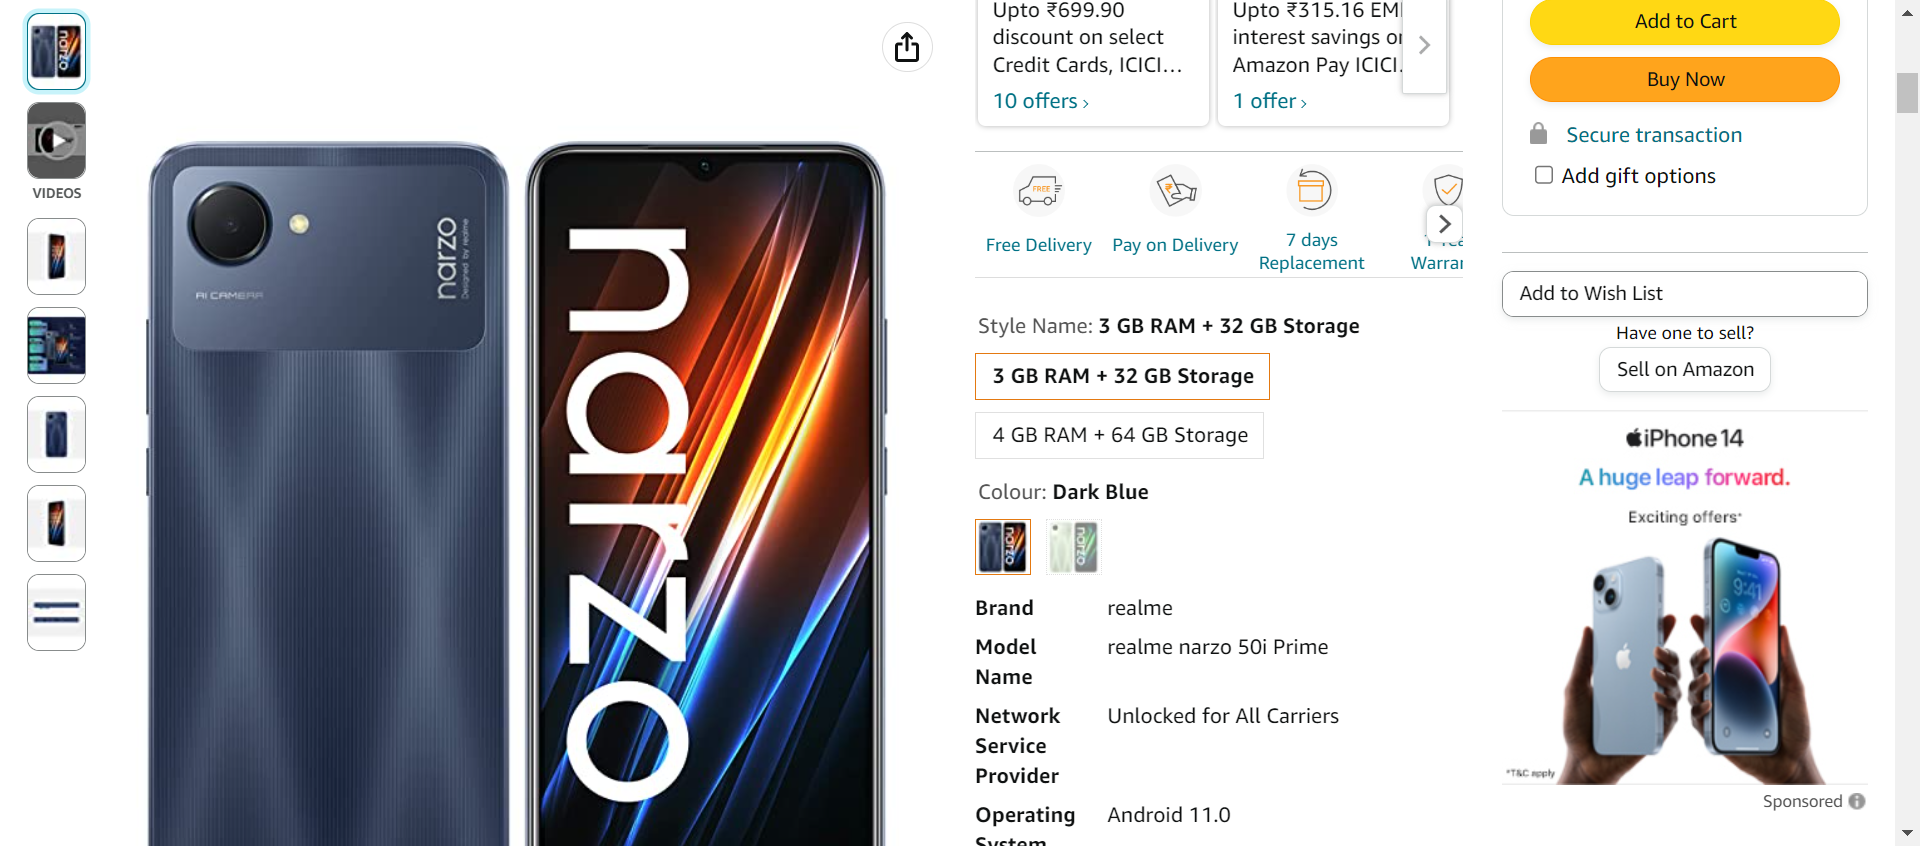 VIDEOS
narzo
Designed by realme
AI CAMERA
narzo
Upto ₹699.90
discount on select
Credit Cards, ICICI…
10 offers ›
Upto ₹315.16 EMI
interest savings on
Amazon Pay ICICI…
1 offer ›
FREE
Free Delivery
Pay on Delivery
7 days
Replacement
Warran
Style Name: 3 GB RAM + 32 GB Storage
3 GB RAM + 32 GB Storage
4 GB RAM + 64 GB Storage
Colour: Dark Blue
Brand realme
Model Name realme narzo 50i Prime
Network Service Provider Unlocked for All Carriers
Operating System Android 11.0
Add to Cart
Buy Now
Secure transaction
Add gift options
Add to Wish List
Have one to sell?
Sell on Amazon
iPhone 14
A huge leap forward.
Exciting offers*
9:41
*T&C apply
Sponsored